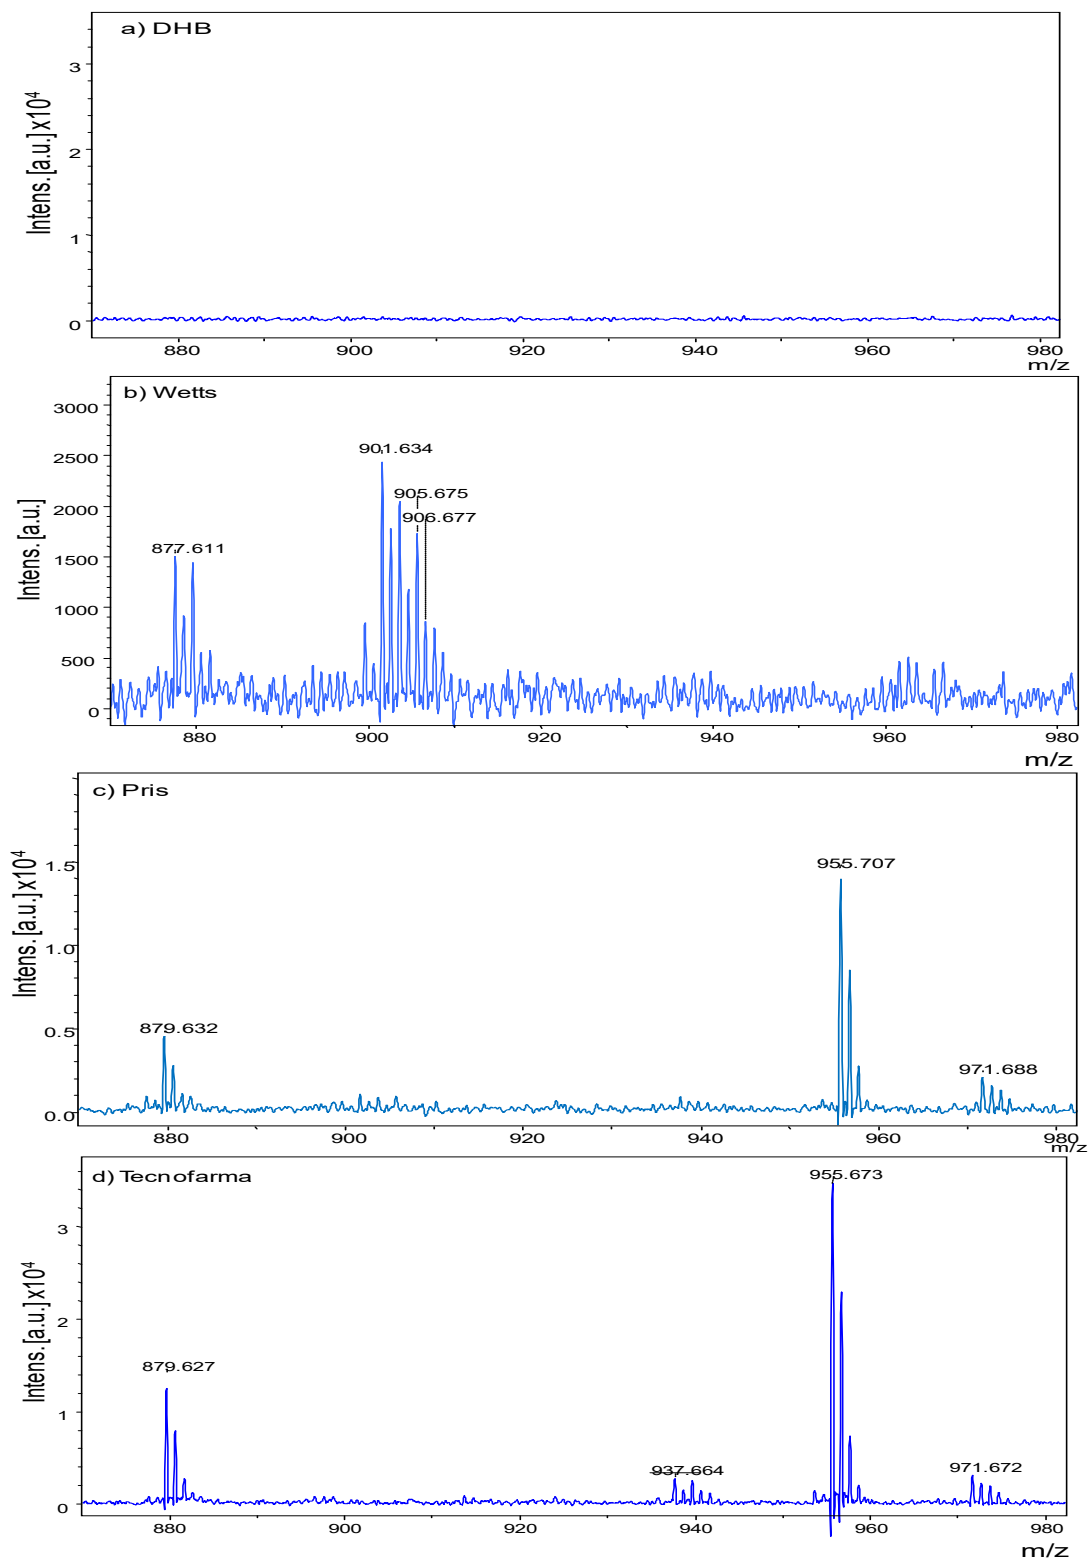 a) DHB
Intens.[a.u.]x10⁴
3
2
1
0
880 900 920 940 960 980
m/z
b) Wetts
Intens.[a.u.]
3000
2500
2000
1500
1000
500
0
901.634
905.675
906.677
877.611
880 900 920 940 960 980
m/z
c) Pris
Intens.[a.u.]x10⁴
1.5
1.0
0.5
0.0
955.707
879.632
971.688
880 900 920 940 960 980
m/z
d) Tecnofarma
Intens.[a.u.]x10⁴
3
2
1
0
955.673
879.627
937.664
971.672
880 900 920 940 960 980
m/z